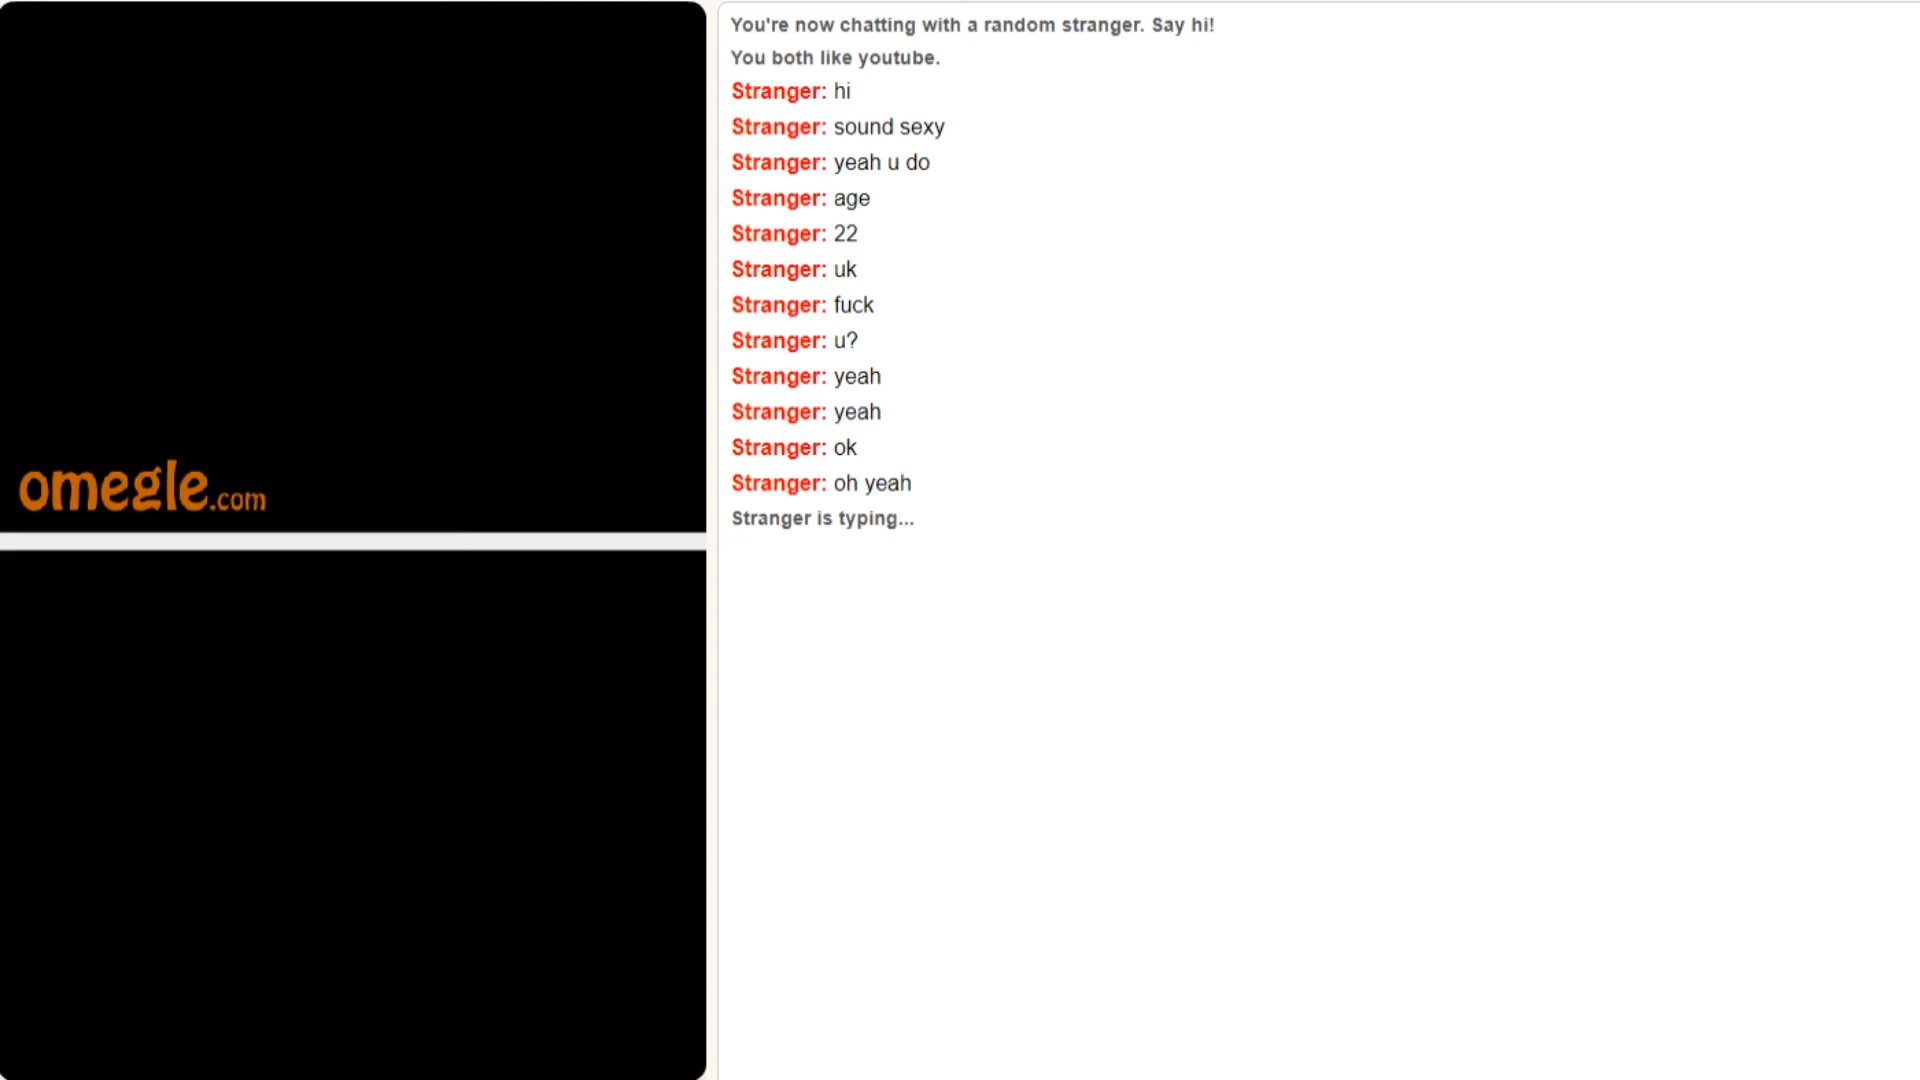 You're now chatting with a random stranger. Say hi!
You both like youtube.
Stranger: hi
Stranger: sound sexy
Stranger: yeah u do
Stranger: age
Stranger: 22
Stranger: uk
Stranger: fuck
Stranger: u?
Stranger: yeah
Stranger: yeah
Stranger: ok
Stranger: oh yeah
Stranger is typing...
omegle.com